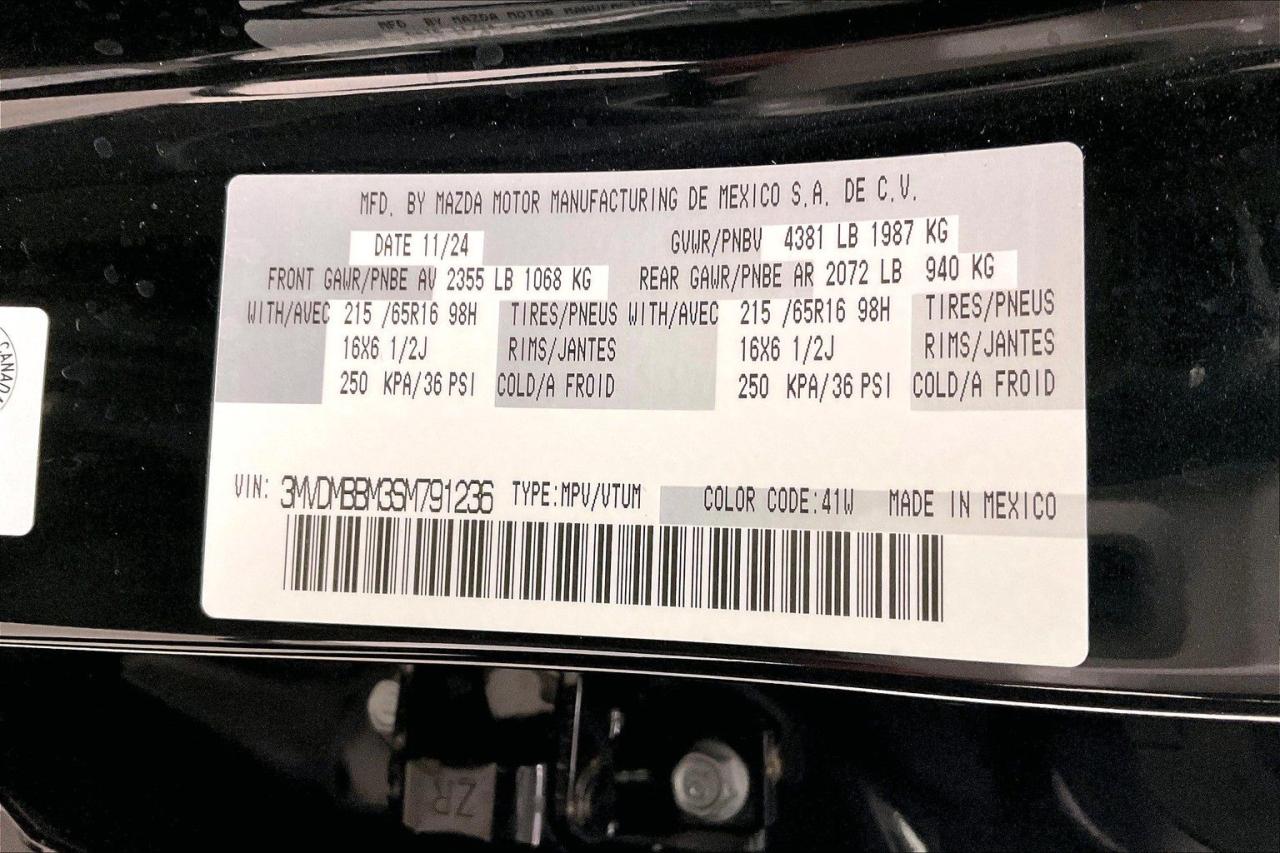 MFD. BY MAZDA MOTOR MANUFACTURING DE MEXICO S.A. DE C.V.
DATE 11/24 GVWR/PNBV 4381 LB 1987 KG
FRONT GAWR/PNBE AV 2355 LB 1068 KG REAR GAWR/PNBE AR 2072 LB 940 KG
WITH/AVEC 215 /65R16 98H TIRES/PNEUS WITH/AVEC 215 /65R16 98H TIRES/PNEUS
16X6 1/2J RIMS/JANTES 16X6 1/2J RIMS/JANTES
250 KPA/36 PSI COLD/A FROID 250 KPA/36 PSI COLD/A FROID
VIN: 3MVDMBBM3SM791236 TYPE:MPV/VTUM COLOR CODE:41W MADE IN MEXICO
CANADA
ZR